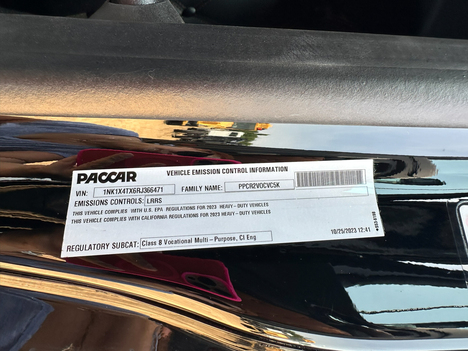 PACCAR VEHICLE EMISSION CONTROL INFORMATION
VIN: 1NK1X4TX6RJ366471 FAMILY NAME: PPCR2VOCVC5K
EMISSIONS CONTROLS: LRRS
THIS VEHICLE COMPLIES WITH U.S. EPA REGULATIONS FOR 2023 HEAVY-DUTY VEHICLES
THIS VEHICLE COMPLIES WITH CALIFORNIA REGULATIONS FOR 2023 HEAVY-DUTY VEHICLES
REGULATORY SUBCAT: Class 8 Vocational Multi-Purpose, CI Eng
10/25/2023 12:41